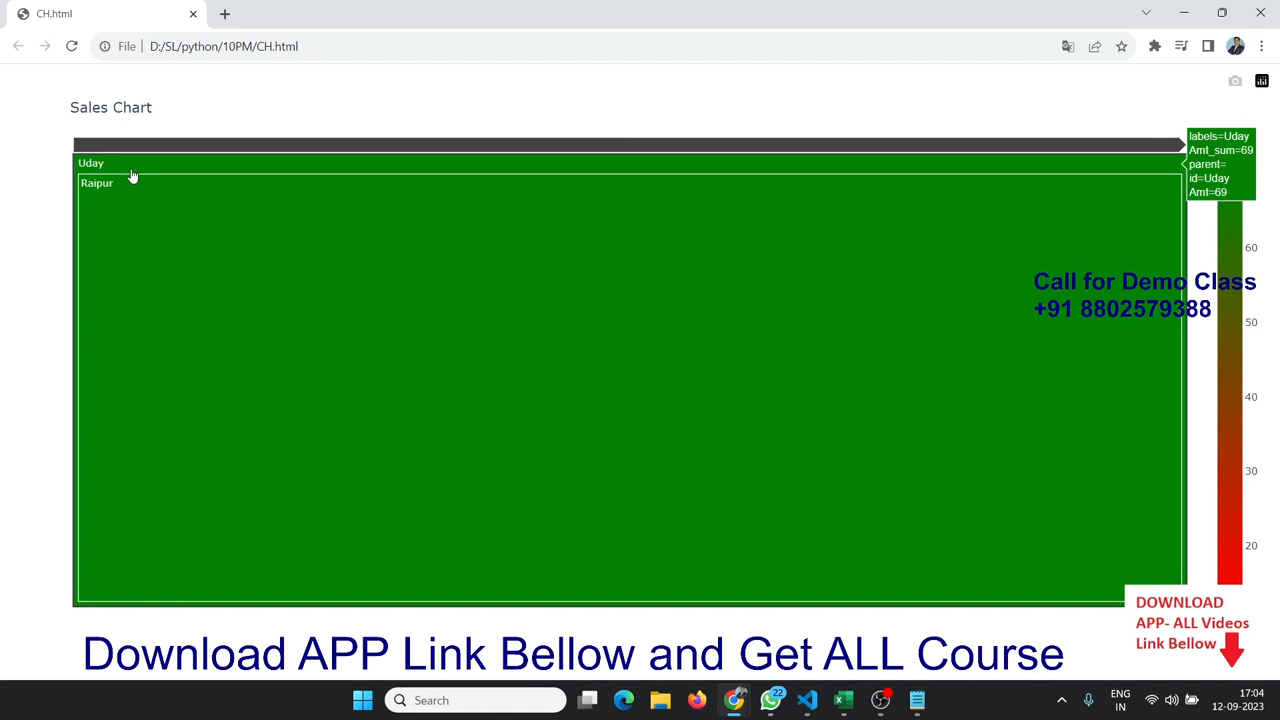 CH.html
File
D:/SL/python/10PM/CH.html
Sales Chart
labels=Uday
Amt_sum=69
parent=
id=Uday
Amt=69
Uday
Raipur
60
50
40
30
20
Call for Demo Class
+91 8802579388
DOWNLOAD
APP- ALL Videos
Link Bellow
Download APP Link Bellow and Get ALL Course
Search
22
ENG
IN
17:04
12-09-2023